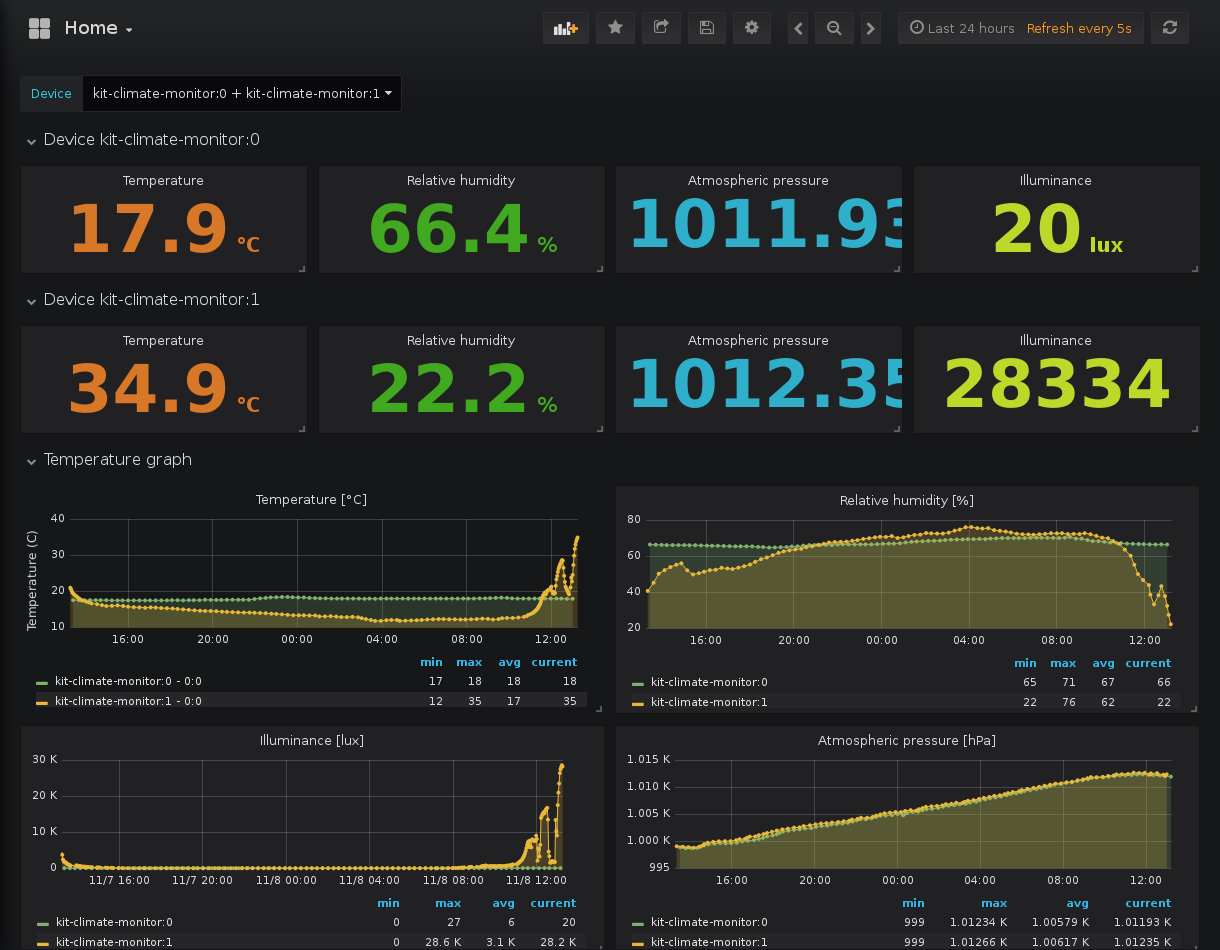 Home
Last 24 hours Refresh every 5s
Device kit-climate-monitor:0 + kit-climate-monitor:1
Device kit-climate-monitor:0
Temperature Relative humidity Atmospheric pressure Illuminance
17.9 °C 66.4 % 1011.93 20 lux
Device kit-climate-monitor:1
Temperature Relative humidity Atmospheric pressure Illuminance
34.9 °C 22.2 % 1012.35 28334
Temperature graph
Temperature [°C]
Temperature (C)
40
30
20
10
16:00 20:00 00:00 04:00 08:00 12:00
min max avg current
kit-climate-monitor:0 - 0:0 17 18 18 18
kit-climate-monitor:1 - 0:0 12 35 17 35
Relative humidity [%]
80
60
40
20
16:00 20:00 00:00 04:00 08:00 12:00
min max avg current
kit-climate-monitor:0 65 71 67 66
kit-climate-monitor:1 22 76 62 22
Illuminance [lux]
30 K
20 K
10 K
0
11/7 16:00 11/7 20:00 11/8 00:00 11/8 04:00 11/8 08:00 11/8 12:00
min max avg current
kit-climate-monitor:0 0 27 6 20
kit-climate-monitor:1 0 28.6 K 3.1 K 28.2 K
Atmospheric pressure [hPa]
1.015 K
1.010 K
1.005 K
1.000 K
995
16:00 20:00 00:00 04:00 08:00 12:00
min max avg current
kit-climate-monitor:0 999 1.01234 K 1.00579 K 1.01193 K
kit-climate-monitor:1 999 1.01266 K 1.00617 K 1.01235 K